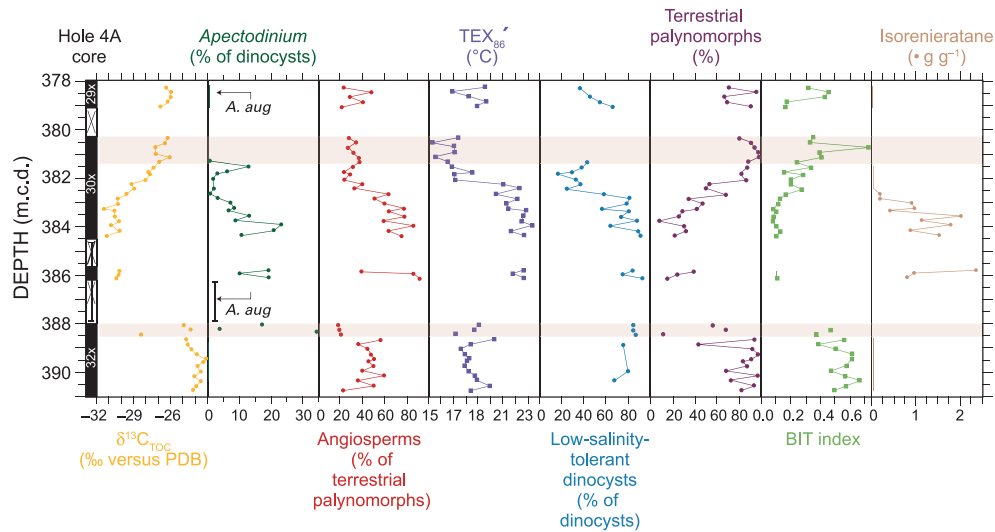 Hole 4A
core
Apectodinium
(% of dinocysts)
TEX86′
(°C)
Terrestrial
palynomorphs
(%)
Isorenieratane
(• g g–1)
DEPTH (m.c.d.)
378
380
382
384
386
388
390
29x
30x
32x
A. aug
A. aug
–32 –29 –26
0 10 20 30
0 20 40 60 80
15 17 19 21 23
0 20 40 60 80
0 20 40 60 80
0.0 0.2 0.4 0.6
0 1 2
δ13CTOC
(‰ versus PDB)
Angiosperms
(% of
terrestrial
palynomorphs)
Low-salinity-
tolerant
dinocysts
(% of
dinocysts)
BIT index